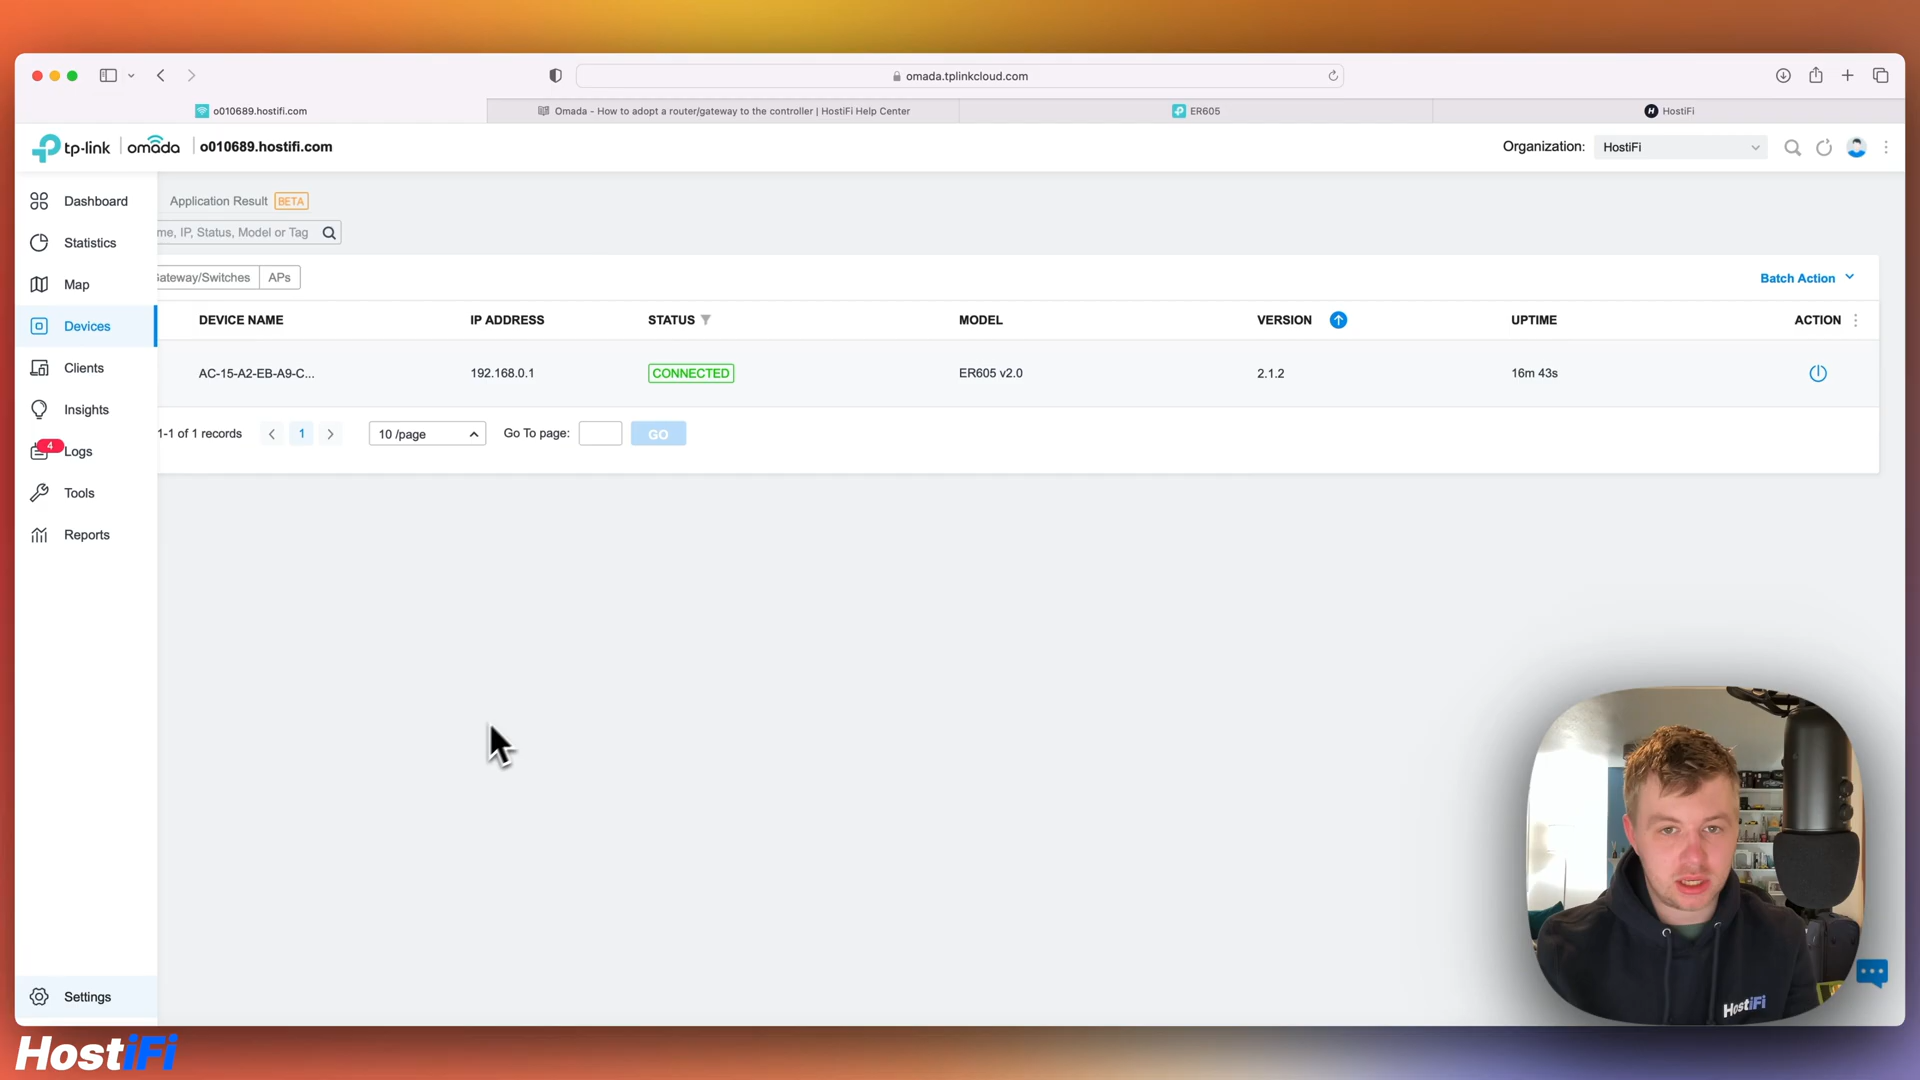 omada.tplinkcloud.com
o010689.hostifi.com
Omada - How to adopt a router/gateway to the controller | HostiFi Help Center
ER605
H HostiFi
tp-link | omada | o010689.hostifi.com
Organization: HostiFi
Dashboard
Statistics
Map
Devices
Clients
Insights
4 Logs
Tools
Reports
Settings
Application Result BETA
me, IP, Status, Model or Tag
Gateway/Switches APs
Batch Action
DEVICE NAME IP ADDRESS STATUS MODEL VERSION UPTIME ACTION
AC-15-A2-EB-A9-C... 192.168.0.1 CONNECTED ER605 v2.0 2.1.2 16m 43s
1-1 of 1 records 1 10 /page Go To page: GO
HostiFi
HostiFi